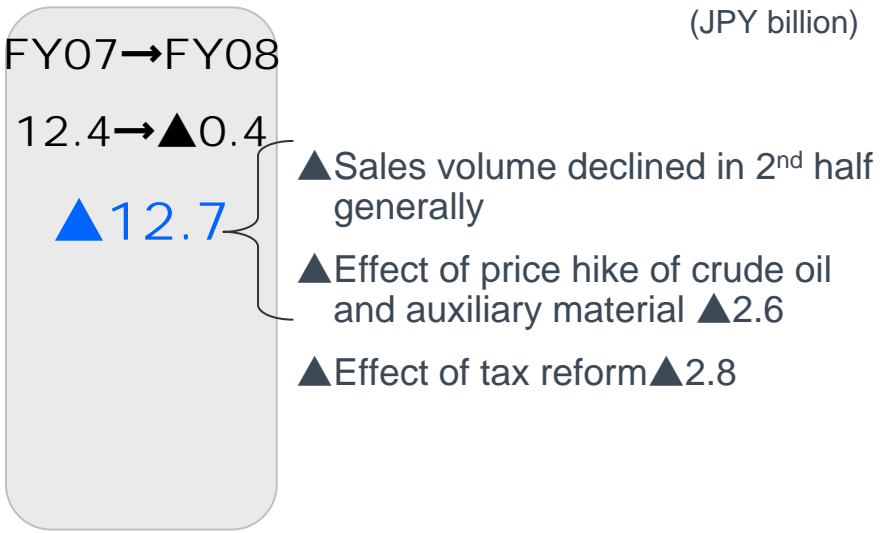 (JPY billion)
FY07→FY08
12.4→▲0.4
▲12.7
▲Sales volume declined in 2nd half
generally
▲Effect of price hike of crude oil
and auxiliary material ▲2.6
▲Effect of tax reform▲2.8